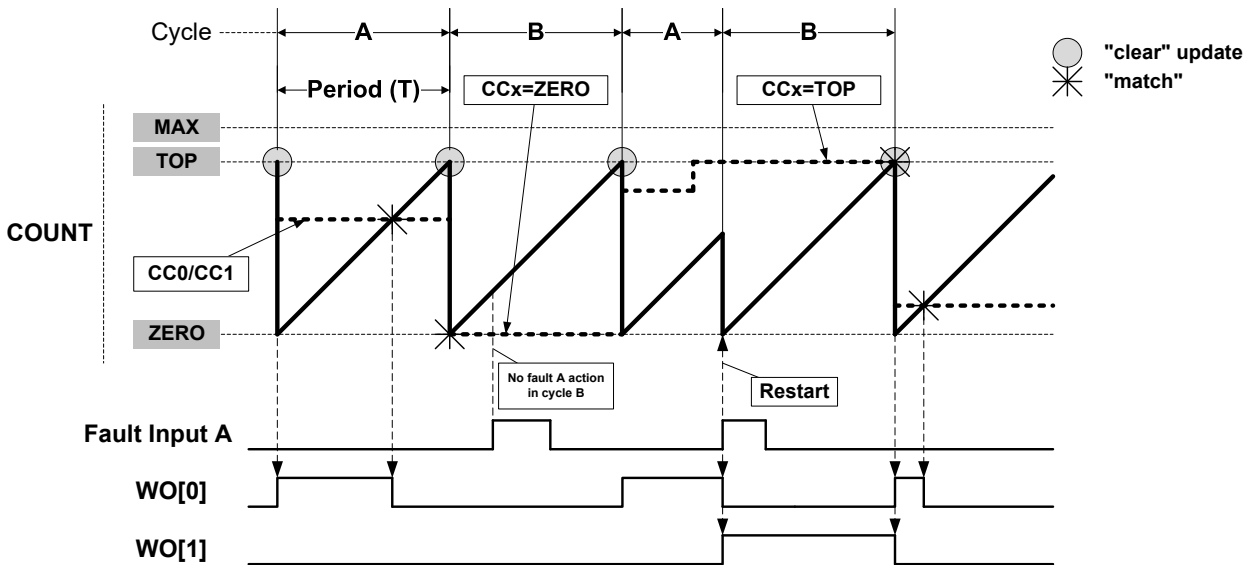 Cycle
A
B
A
B
"clear" update
"match"
Period (T)
CCx=ZERO
CCx=TOP
MAX
TOP
COUNT
CC0/CC1
ZERO
No fault A action
in cycle B
Restart
Fault Input A
WO[0]
WO[1]